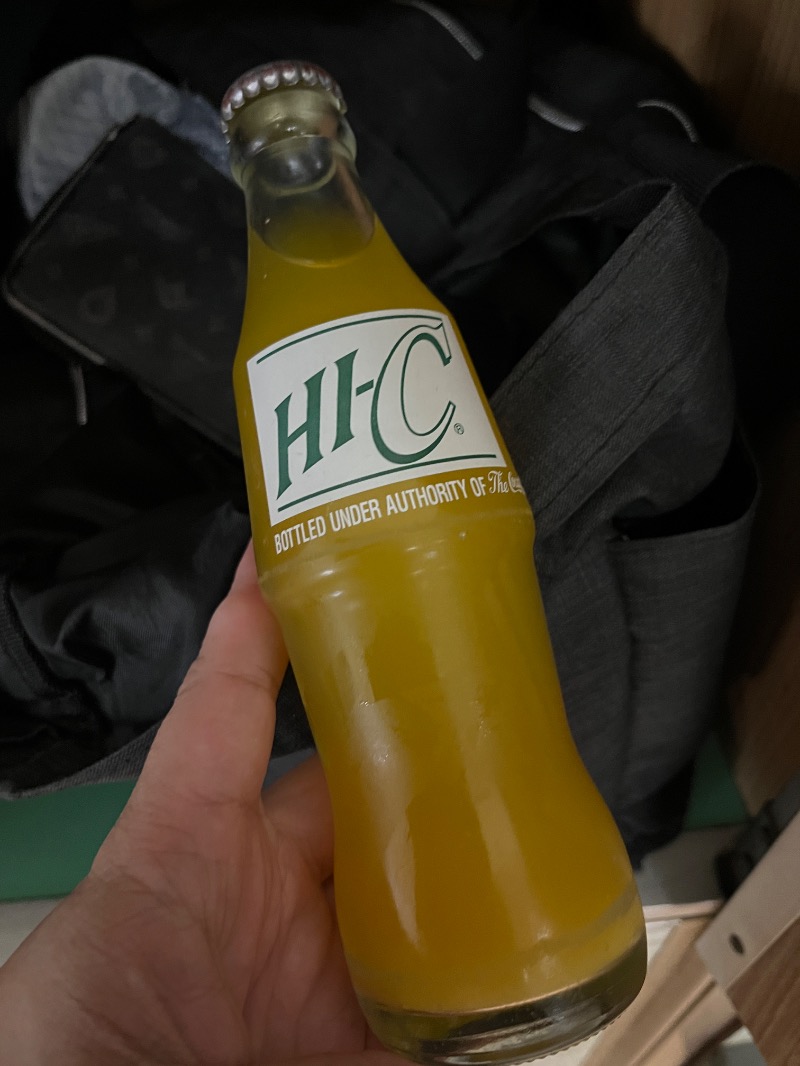 HI-C®
BOTTLED UNDER AUTHORITY OF The